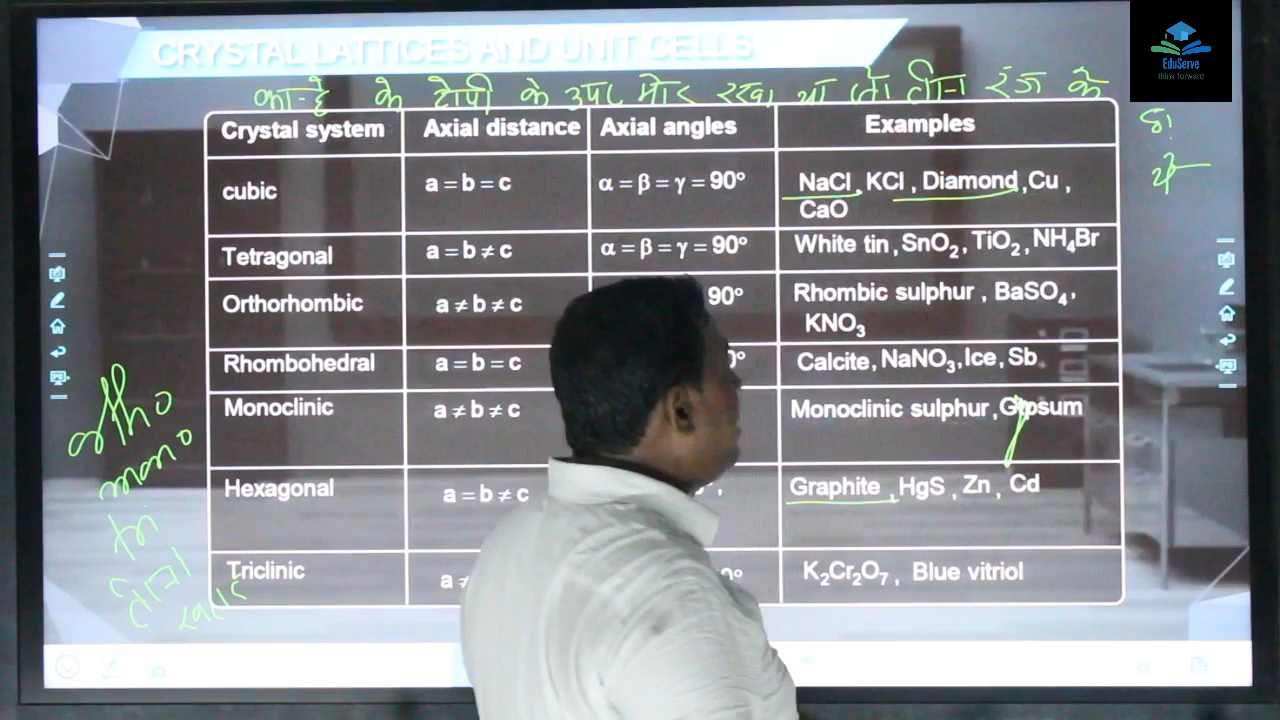 EduServe
think forward
CRYSTAL LATTICES AND UNIT CELLS
के टोपी के उपर मोर रखा था तो तीन रंज के
Crystal system Axial distance Axial angles Examples
cubic a = b = c α = β = γ = 90° NaCl, KCl, Diamond, Cu,
CaO
Tetragonal a = b ≠ c α = β = γ = 90° White tin, SnO₂, TiO₂, NH₄Br
Orthorhombic a ≠ b ≠ c 90° Rhombic sulphur, BaSO₄,
KNO₃
Rhombohedral a = b = c Calcite, NaNO₃, Ice, Sb
Monoclinic a ≠ b ≠ c Monoclinic sulphur,
Hexagonal a = b ≠ c Graphite, HgS, Zn, Cd
Triclinic a ≠ K₂Cr₂O₇, Blue vitriol
ortho
mono
tri